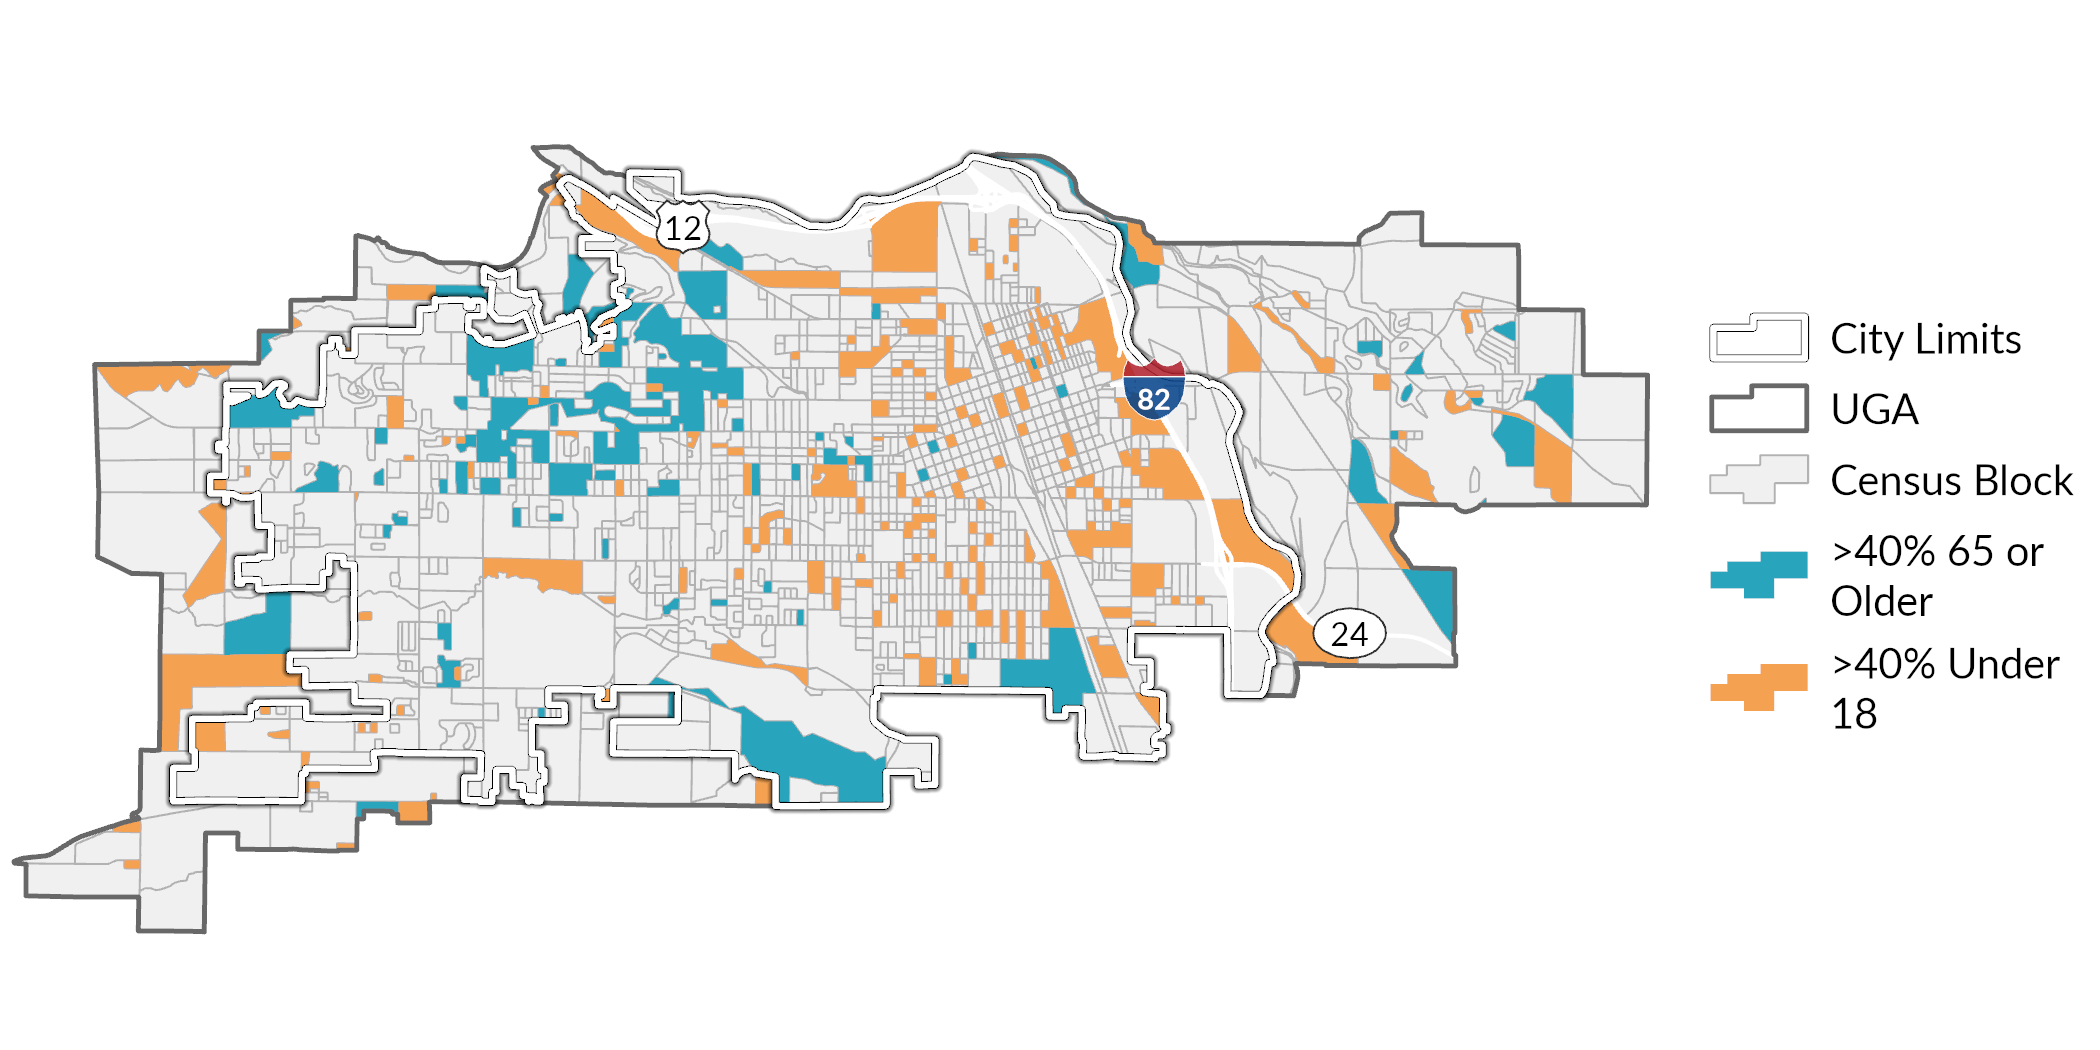 12
82
24
City Limits
UGA
Census Block
>40% 65 or
Older
>40% Under
18